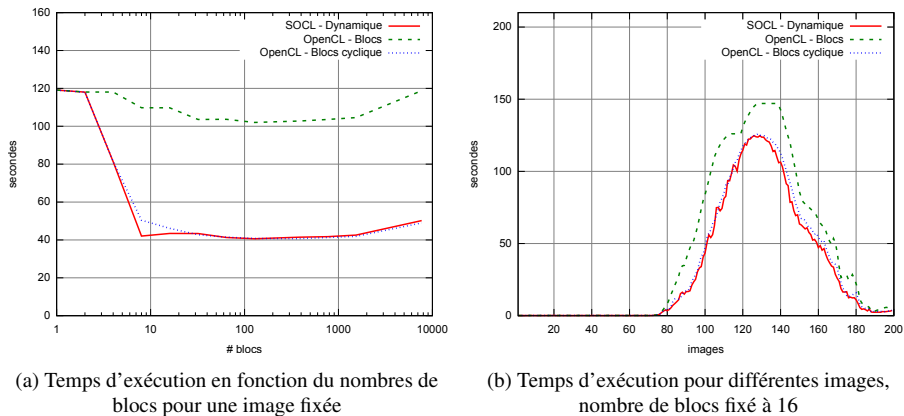 SOCL - Dynamique
OpenCL - Blocs
OpenCL - Blocs cyclique
secondes
160
140
120
100
80
60
40
20
0
1
10
100
1000
10000
# blocs
(a) Temps d'exécution en fonction du nombres de
blocs pour une image fixée
SOCL - Dynamique
OpenCL - Blocs
OpenCL - Blocs cyclique
secondes
200
150
100
50
0
20
40
60
80
100
120
140
160
180
200
images
(b) Temps d'exécution pour différentes images,
nombre de blocs fixé à 16